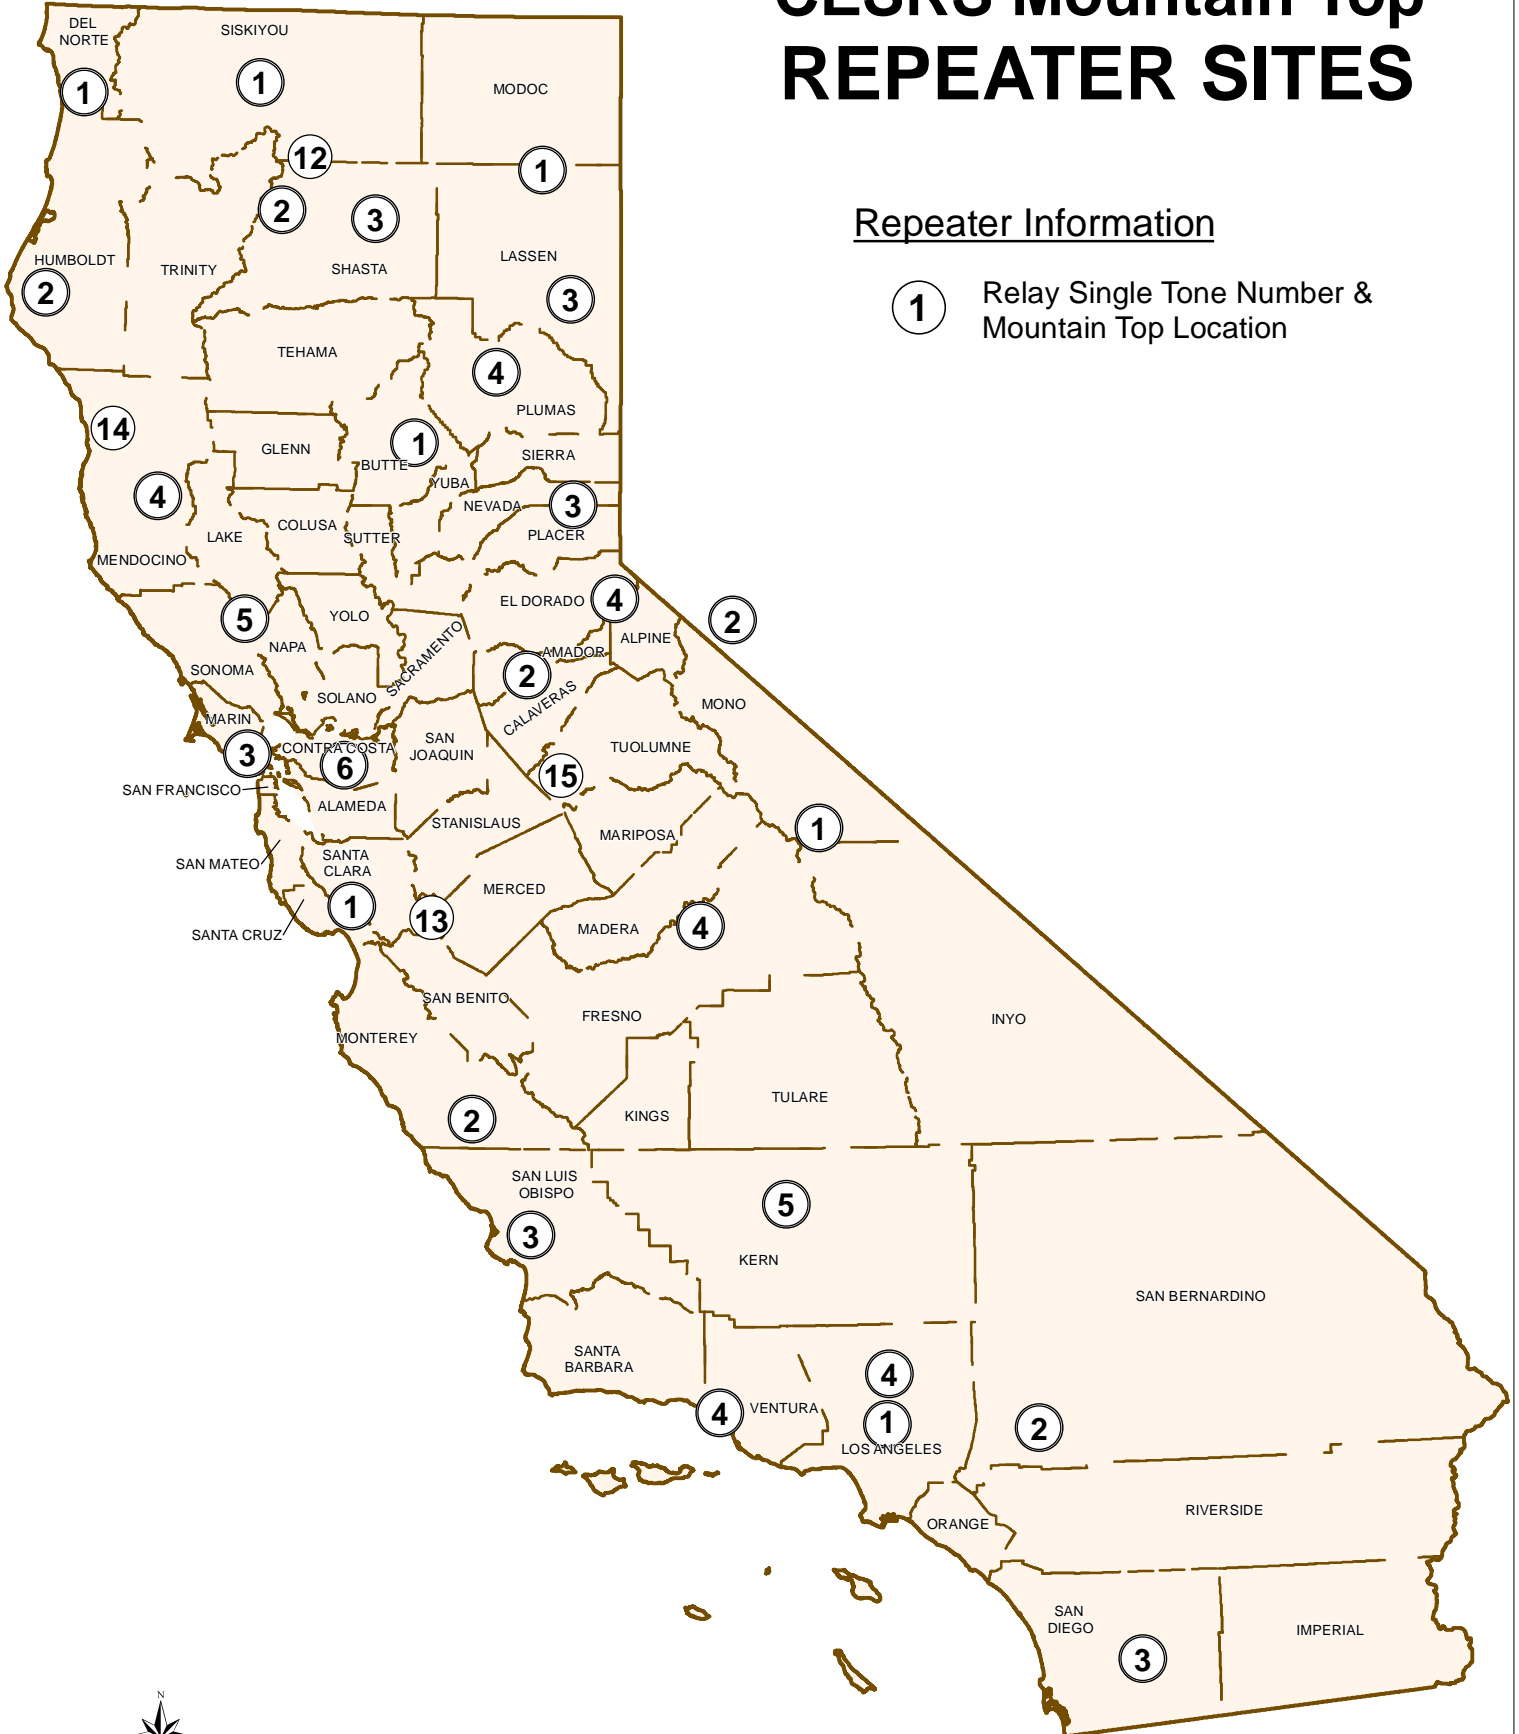 CESRS Mountain Top
REPEATER SITES
Repeater Information
1
Relay Single Tone Number &
Mountain Top Location
DEL
NORTE
SISKIYOU
MODOC
1
1
12
1
2
3
HUMBOLDT
TRINITY
SHASTA
LASSEN
2
3
TEHAMA
4
PLUMAS
14
GLENN
1
BUTTE
SIERRA
YUBA
4
NEVADA
3
COLUSA
LAKE
SUTTER
PLACER
MENDOCINO
EL DORADO
4
2
5
YOLO
NAPA
SACRAMENTO
AMADOR
ALPINE
SONOMA
2
SOLANO
CALAVERAS
MONO
MARIN
SAN
JOAQUIN
TUOLUMNE
3
CONTRA COSTA
6
15
SAN FRANCISCO
ALAMEDA
STANISLAUS
MARIPOSA
1
SAN MATEO
SANTA
CLARA
MERCED
1
13
SANTA CRUZ
MADERA
4
SAN BENITO
FRESNO
INYO
MONTEREY
TULARE
2
KINGS
SAN LUIS
OBISPO
5
3
KERN
SAN BERNARDINO
SANTA
BARBARA
4
4
VENTURA
1
2
LOS ANGELES
ORANGE
RIVERSIDE
SAN
DIEGO
IMPERIAL
3
N